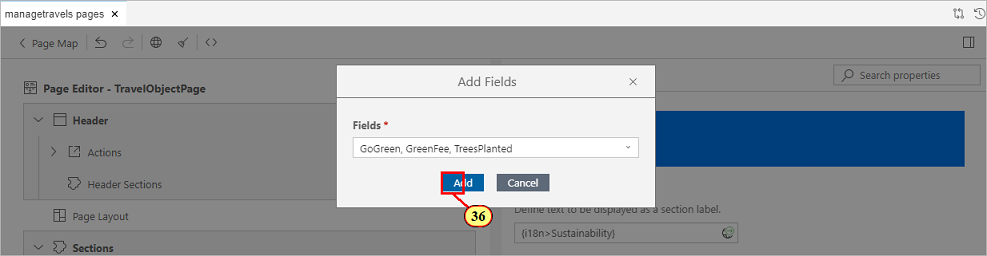 managetravels pages ×
Page Map
Search properties
Page Editor - TravelObjectPage
Header
Actions
Header Sections
Page Layout
Sections
Add Fields
Fields *
GoGreen, GreenFee, TreesPlanted
Add Cancel
36
Define text to be displayed as a section label.
{i18n>Sustainability}